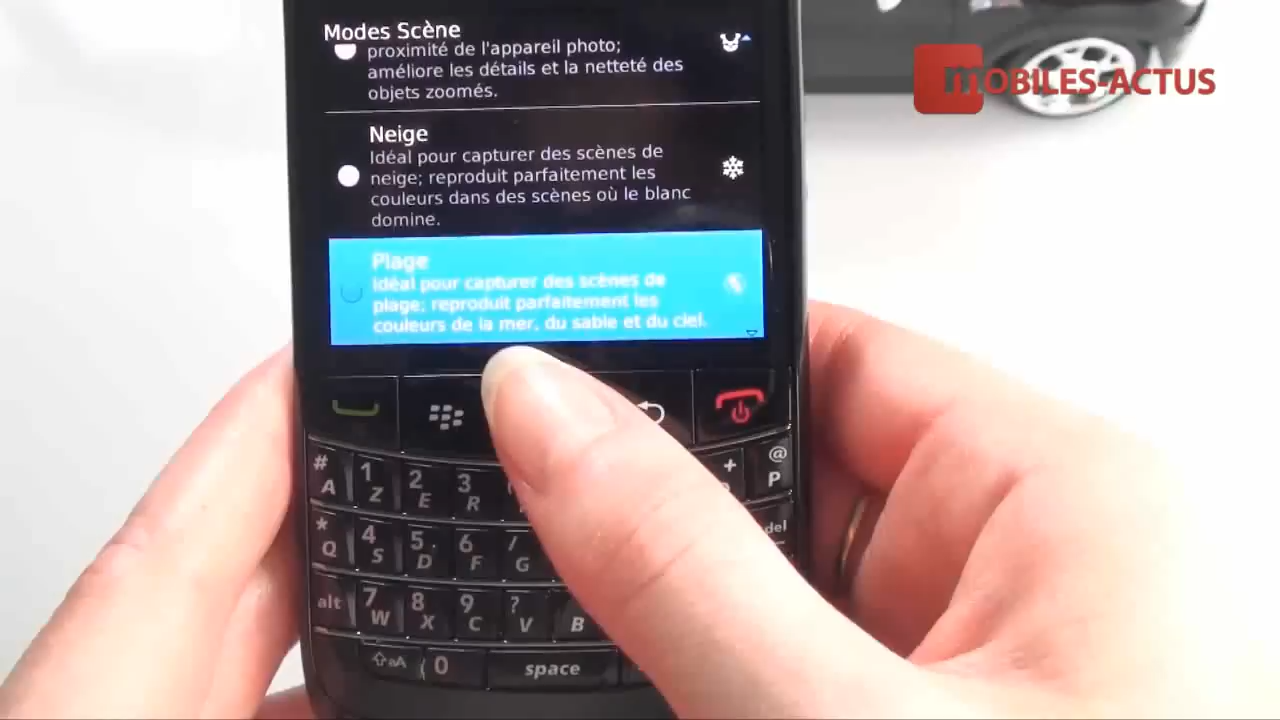 Modes Scène
proximité de l'appareil photo;
améliore les détails et la netteté des
objets zoomés.
Neige
Idéal pour capturer des scènes de
neige; reproduit parfaitement les
couleurs dans des scènes où le blanc
domine.
Plage
Idéal pour capturer des scènes de
plage; reproduit parfaitement les
couleurs de la mer, du sable et du ciel.
mOBILES-ACTUS
# 1 2 3 + @
A Z E R P
* 4 5 6 / del
Q S D F G
alt 7 8 9 ?
W X C V B
aA 0 space